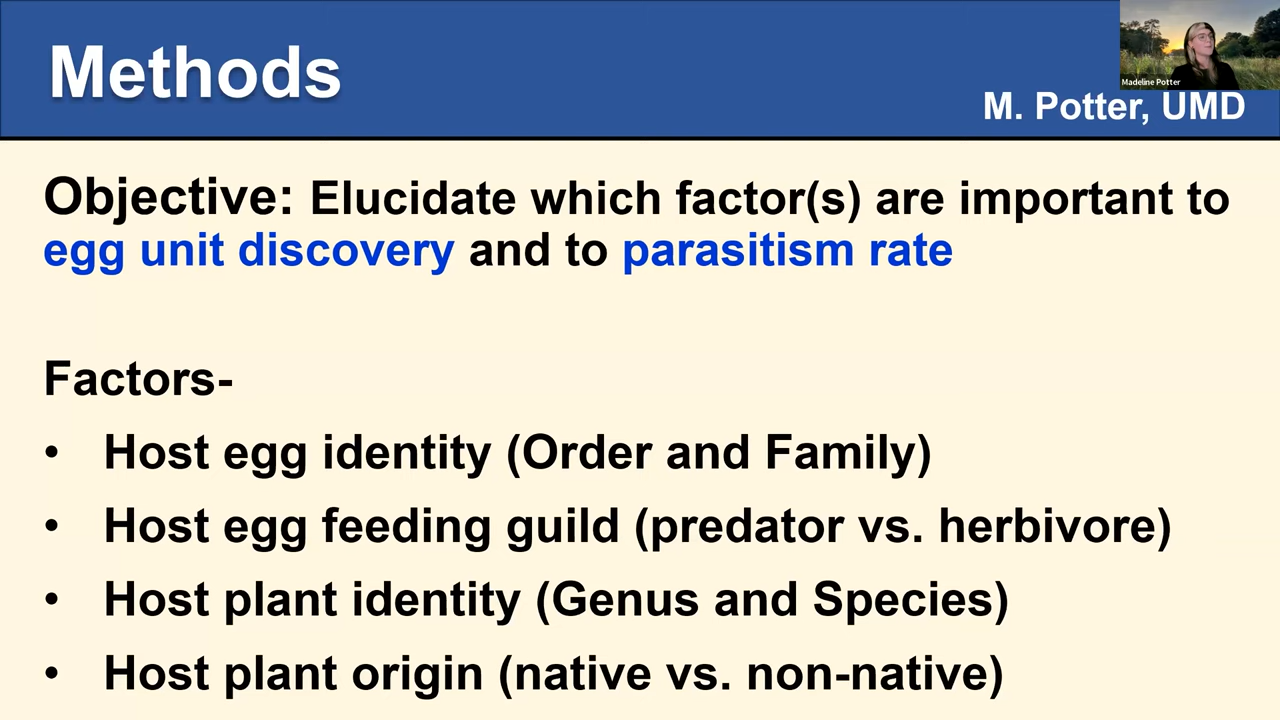 Methods
Madeline Potter
M. Potter, UMD
Objective: Elucidate which factor(s) are important to
egg unit discovery and to parasitism rate
Factors-
• Host egg identity (Order and Family)
• Host egg feeding guild (predator vs. herbivore)
• Host plant identity (Genus and Species)
• Host plant origin (native vs. non-native)